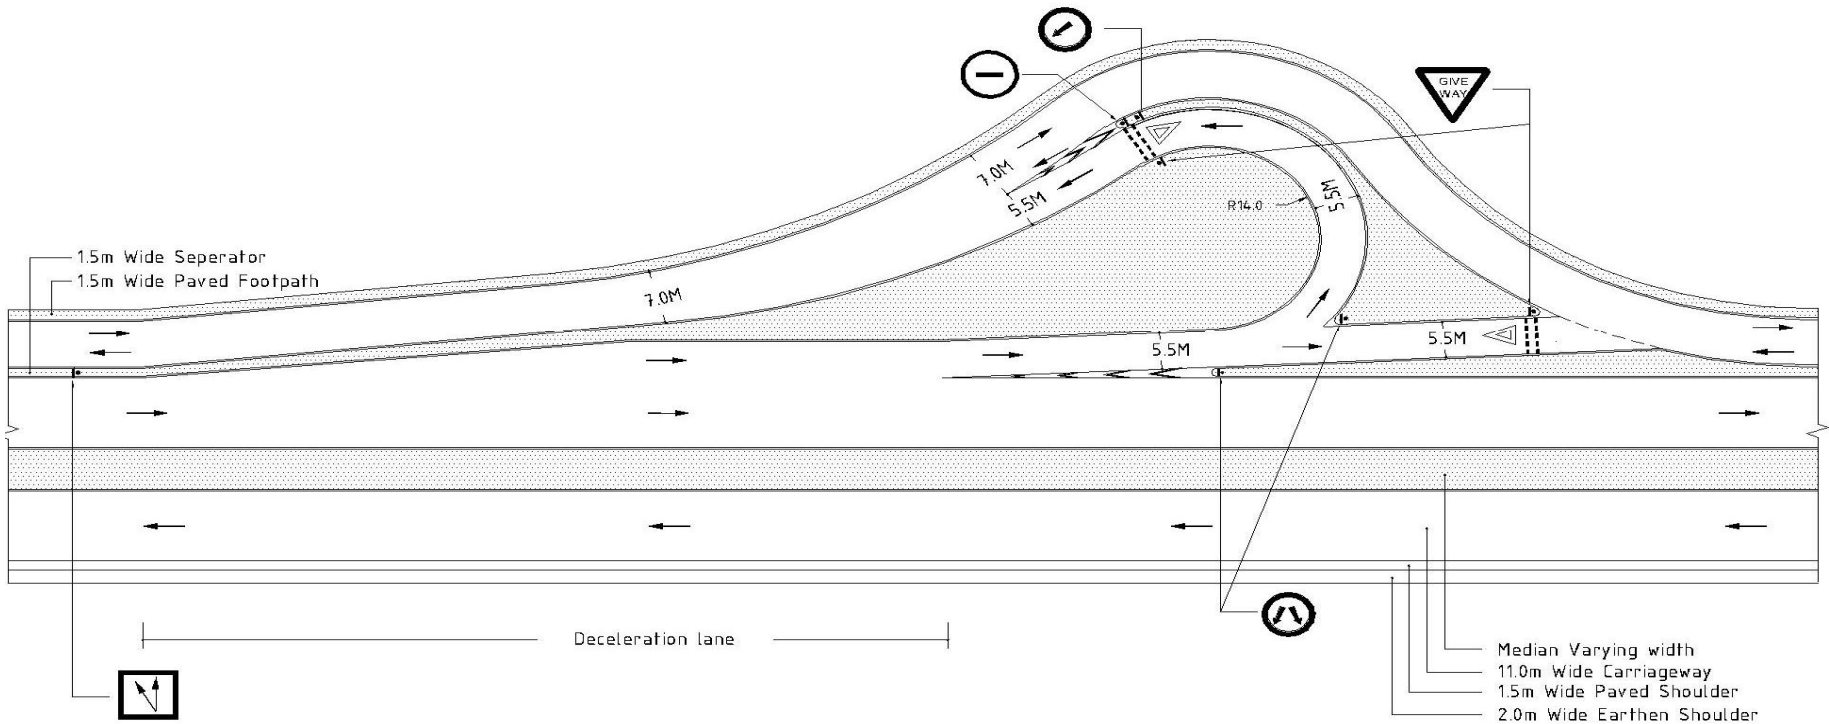 GIVE
WAY
7.0M
5.5M
5.5M
R14.0
1.5m Wide Seperator
1.5m Wide Paved Footpath
7.0M
5.5M
5.5M
Deceleration lane
Median Varying width
11.0m Wide Carriageway
1.5m Wide Paved Shoulder
2.0m Wide Earthen Shoulder